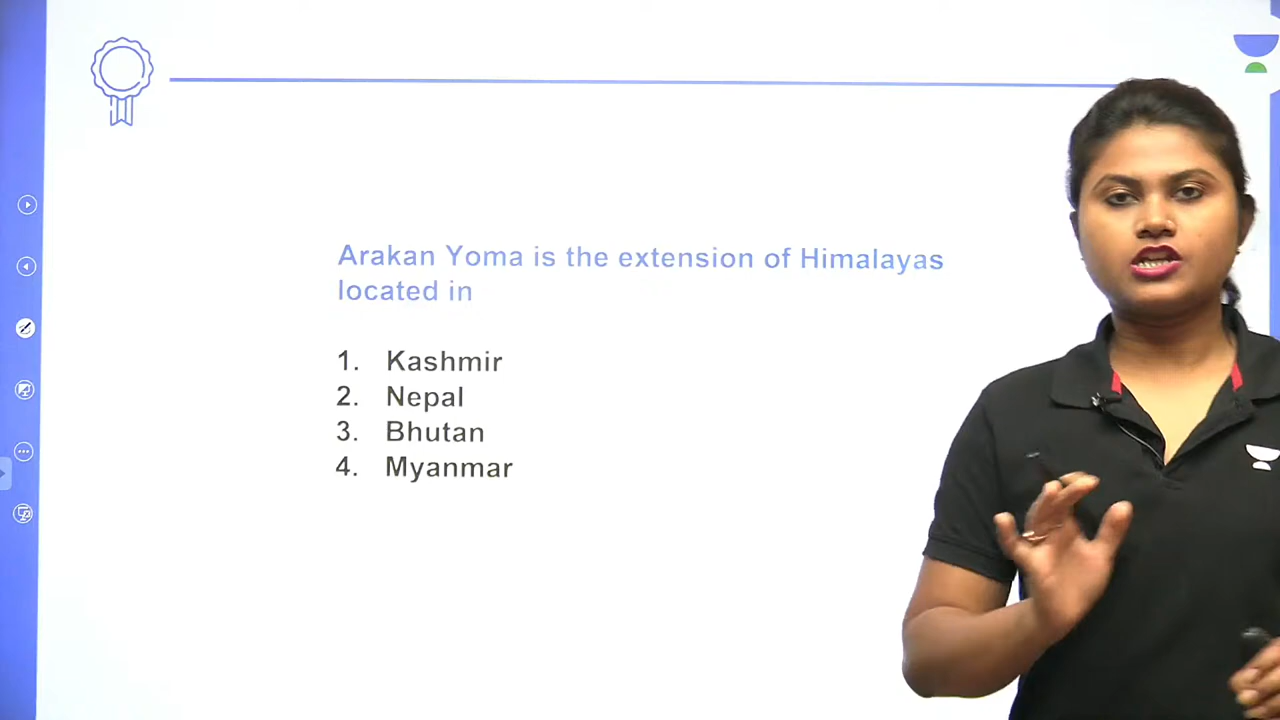 Arakan Yoma is the extension of Himalayas
located in
1. Kashmir
2. Nepal
3. Bhutan
4. Myanmar